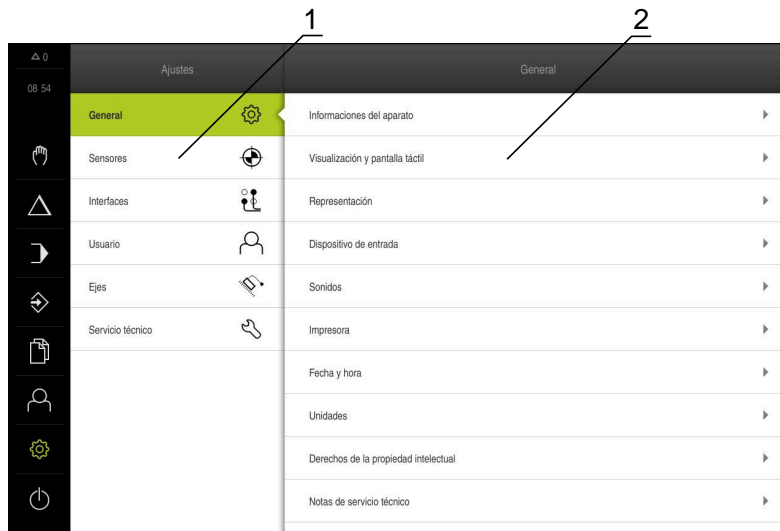 1
2
0
08 54
Ajustes
General
General
Sensores
Interfaces
Usuario
Ejes
Servicio técnico
Informaciones del aparato
Visualización y pantalla táctil
Representación
Dispositivo de entrada
Sonidos
Impresora
Fecha y hora
Unidades
Derechos de la propiedad intelectual
Notas de servicio técnico